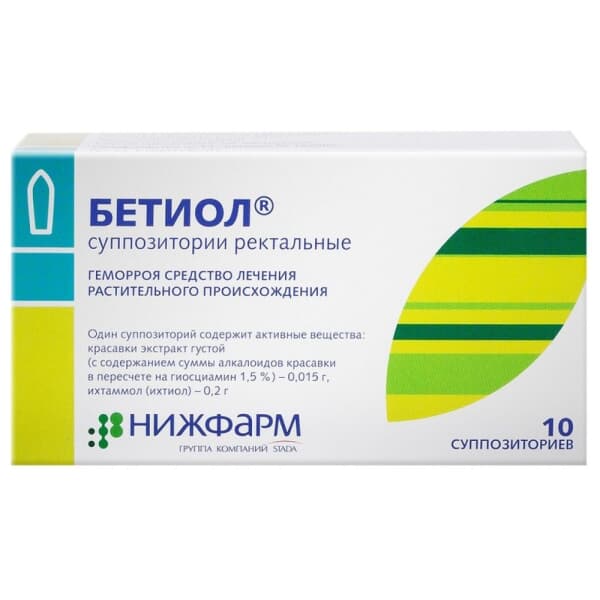 БЕТИОЛ®
суппозитории ректальные
ГЕМОРРОЯ СРЕДСТВО ЛЕЧЕНИЯ
РАСТИТЕЛЬНОГО ПРОИСХОЖДЕНИЯ
Один суппозиторий содержит активные вещества:
красавки экстракт густой
(с содержанием суммы алкалоидов красавки
в пересчете на гиосциамин 1,5 %) – 0,015 г,
ихтаммол (ихтиол) – 0,2 г
НИЖФАРМ
ГРУППА КОМПАНИЙ STADA
10
СУППОЗИТОРИЕВ